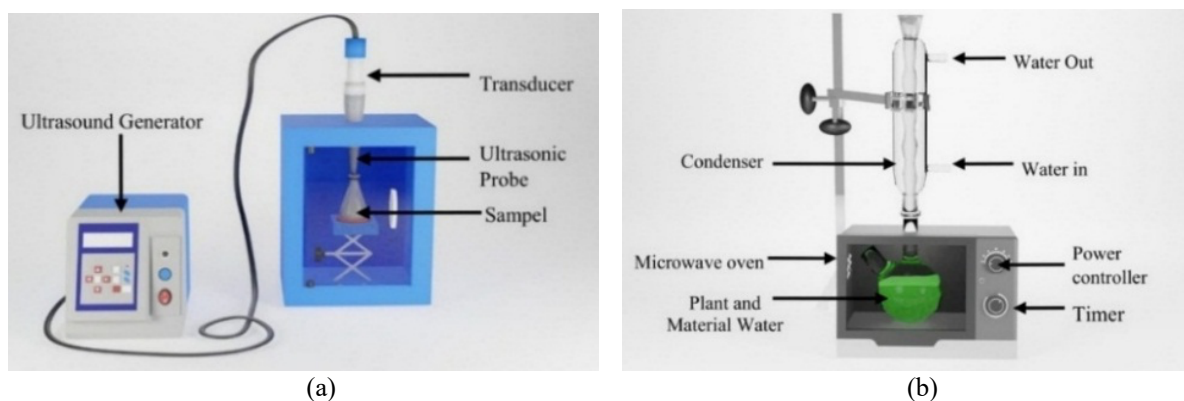 Ultrasound Generator
Transducer
Ultrasonic
Probe
Sampel
(a)
Water Out
Condenser
Water in
Microwave oven
Power
controller
Plant and
Material Water
Timer
(b)